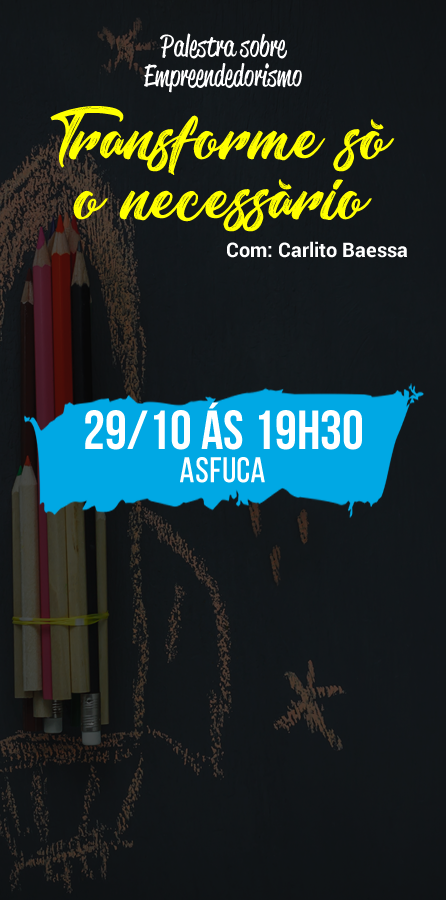 Palestra sobre
Empreendedorismo
Transforme sò
o necessàrio
Com: Carlito Baessa
29/10 ÁS 19H30
ASFUCA